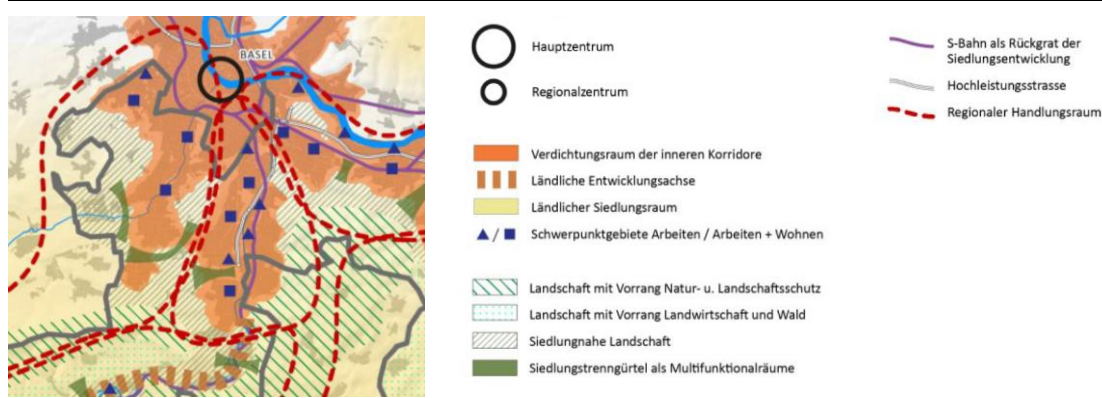 BASEL
Hauptzentrum
Regionalzentrum
Verdichtungsraum der inneren Korridore
Ländliche Entwicklungsachse
Ländlicher Siedlungsraum
/ Schwerpunktgebiete Arbeiten / Arbeiten + Wohnen
Landschaft mit Vorrang Natur- u. Landschaftsschutz
Landschaft mit Vorrang Landwirtschaft und Wald
Siedlungnahe Landschaft
Siedlungstrenngürtel als Multifunktionalräume
S-Bahn als Rückgrat der
Siedlungsentwicklung
Hochleistungsstrasse
Regionaler Handlungsraum